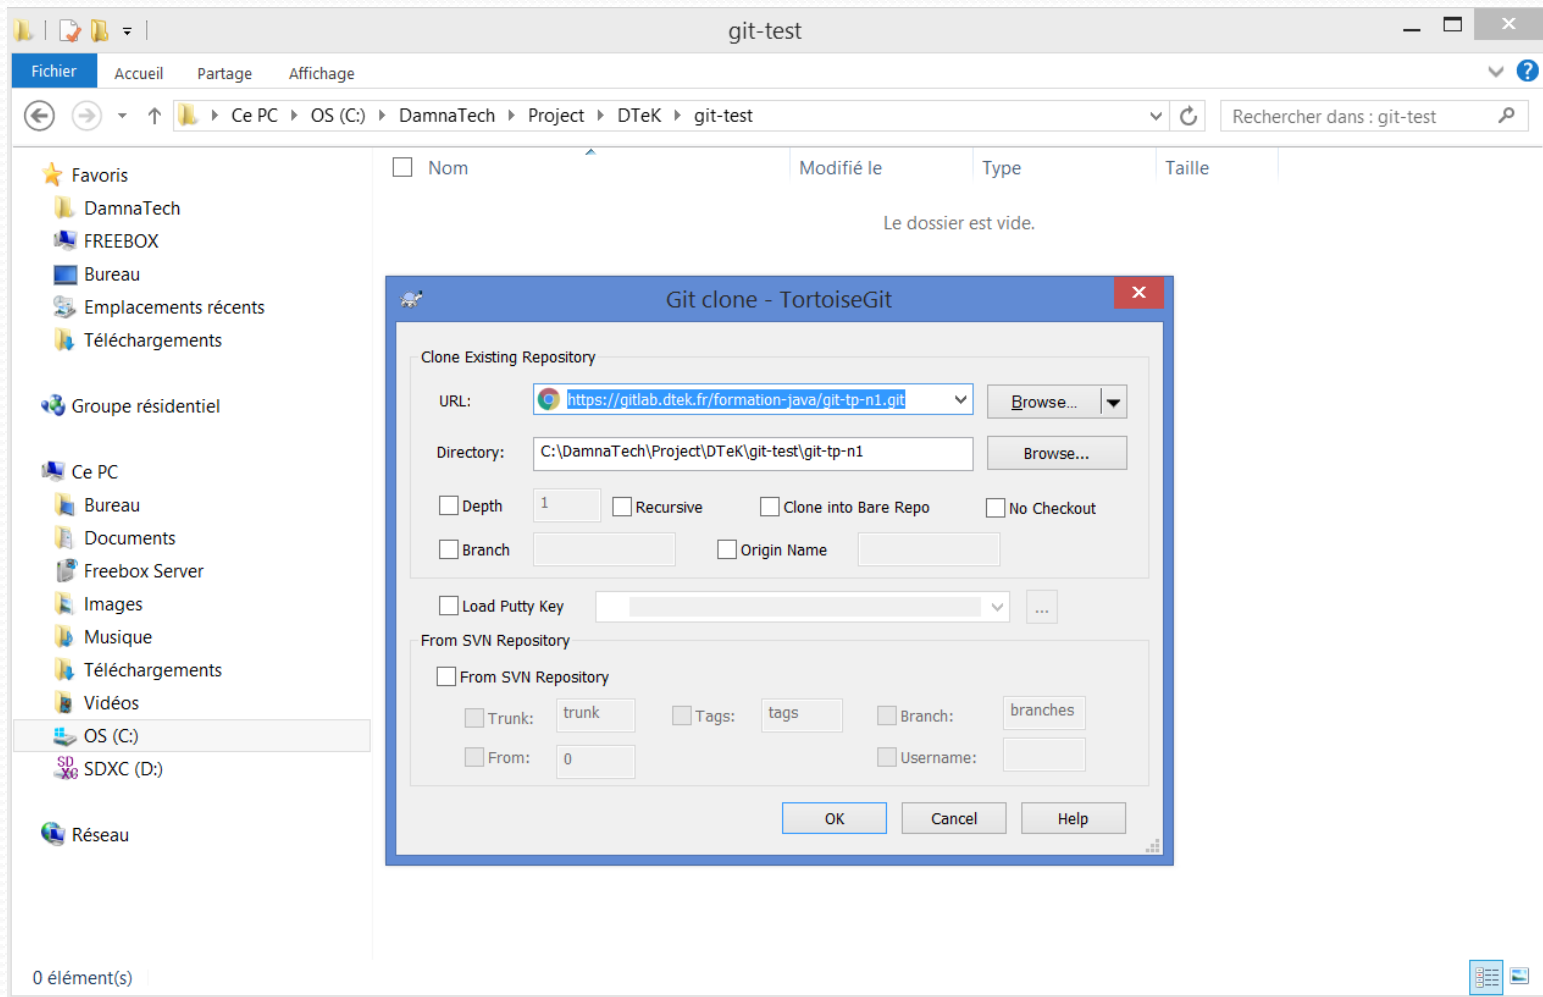 git-test
Fichier Accueil Partage Affichage
Ce PC OS (C:) DamnaTech Project DTeK git-test
Rechercher dans : git-test
Nom Modifié le Type Taille
Le dossier est vide.
Favoris
DamnaTech
FREEBOX
Bureau
Emplacements récents
Téléchargements
Groupe résidentiel
Ce PC
Bureau
Documents
Freebox Server
Images
Musique
Téléchargements
Vidéos
OS (C:)
SDXC (D:)
Réseau
Git clone - TortoiseGit
Clone Existing Repository
URL: https://gitlab.dtek.fr/formation-java/git-tp-n1.git Browse...
Directory: C:\DamnaTech\Project\DTeK\git-test\git-tp-n1 Browse...
Depth 1 Recursive Clone into Bare Repo No Checkout
Branch Origin Name
Load Putty Key ...
From SVN Repository
From SVN Repository
Trunk: trunk Tags: tags Branch: branches
From: 0 Username:
OK Cancel Help
0 élément(s)